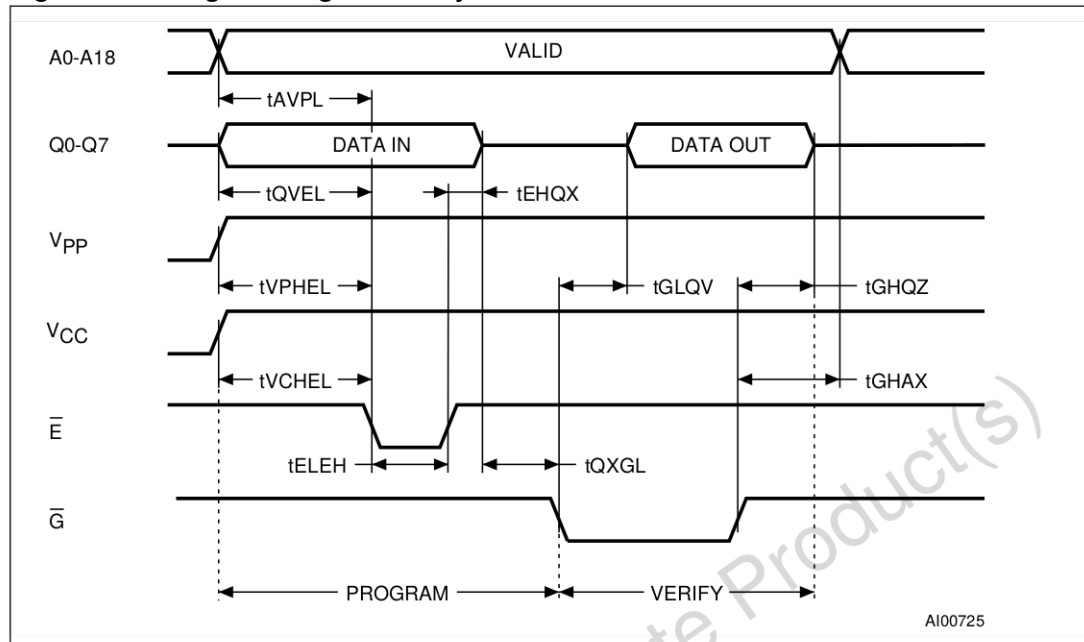 A0-A18
VALID
tAVPL
Q0-Q7
DATA IN
DATA OUT
tQVEL
tEHQX
VPP
tVPHEL
tGLQV
tGHQZ
VCC
tVCHEL
tGHAX
E
tELEH
tQXGL
G
PROGRAM
VERIFY
AI00725
te Product(s)